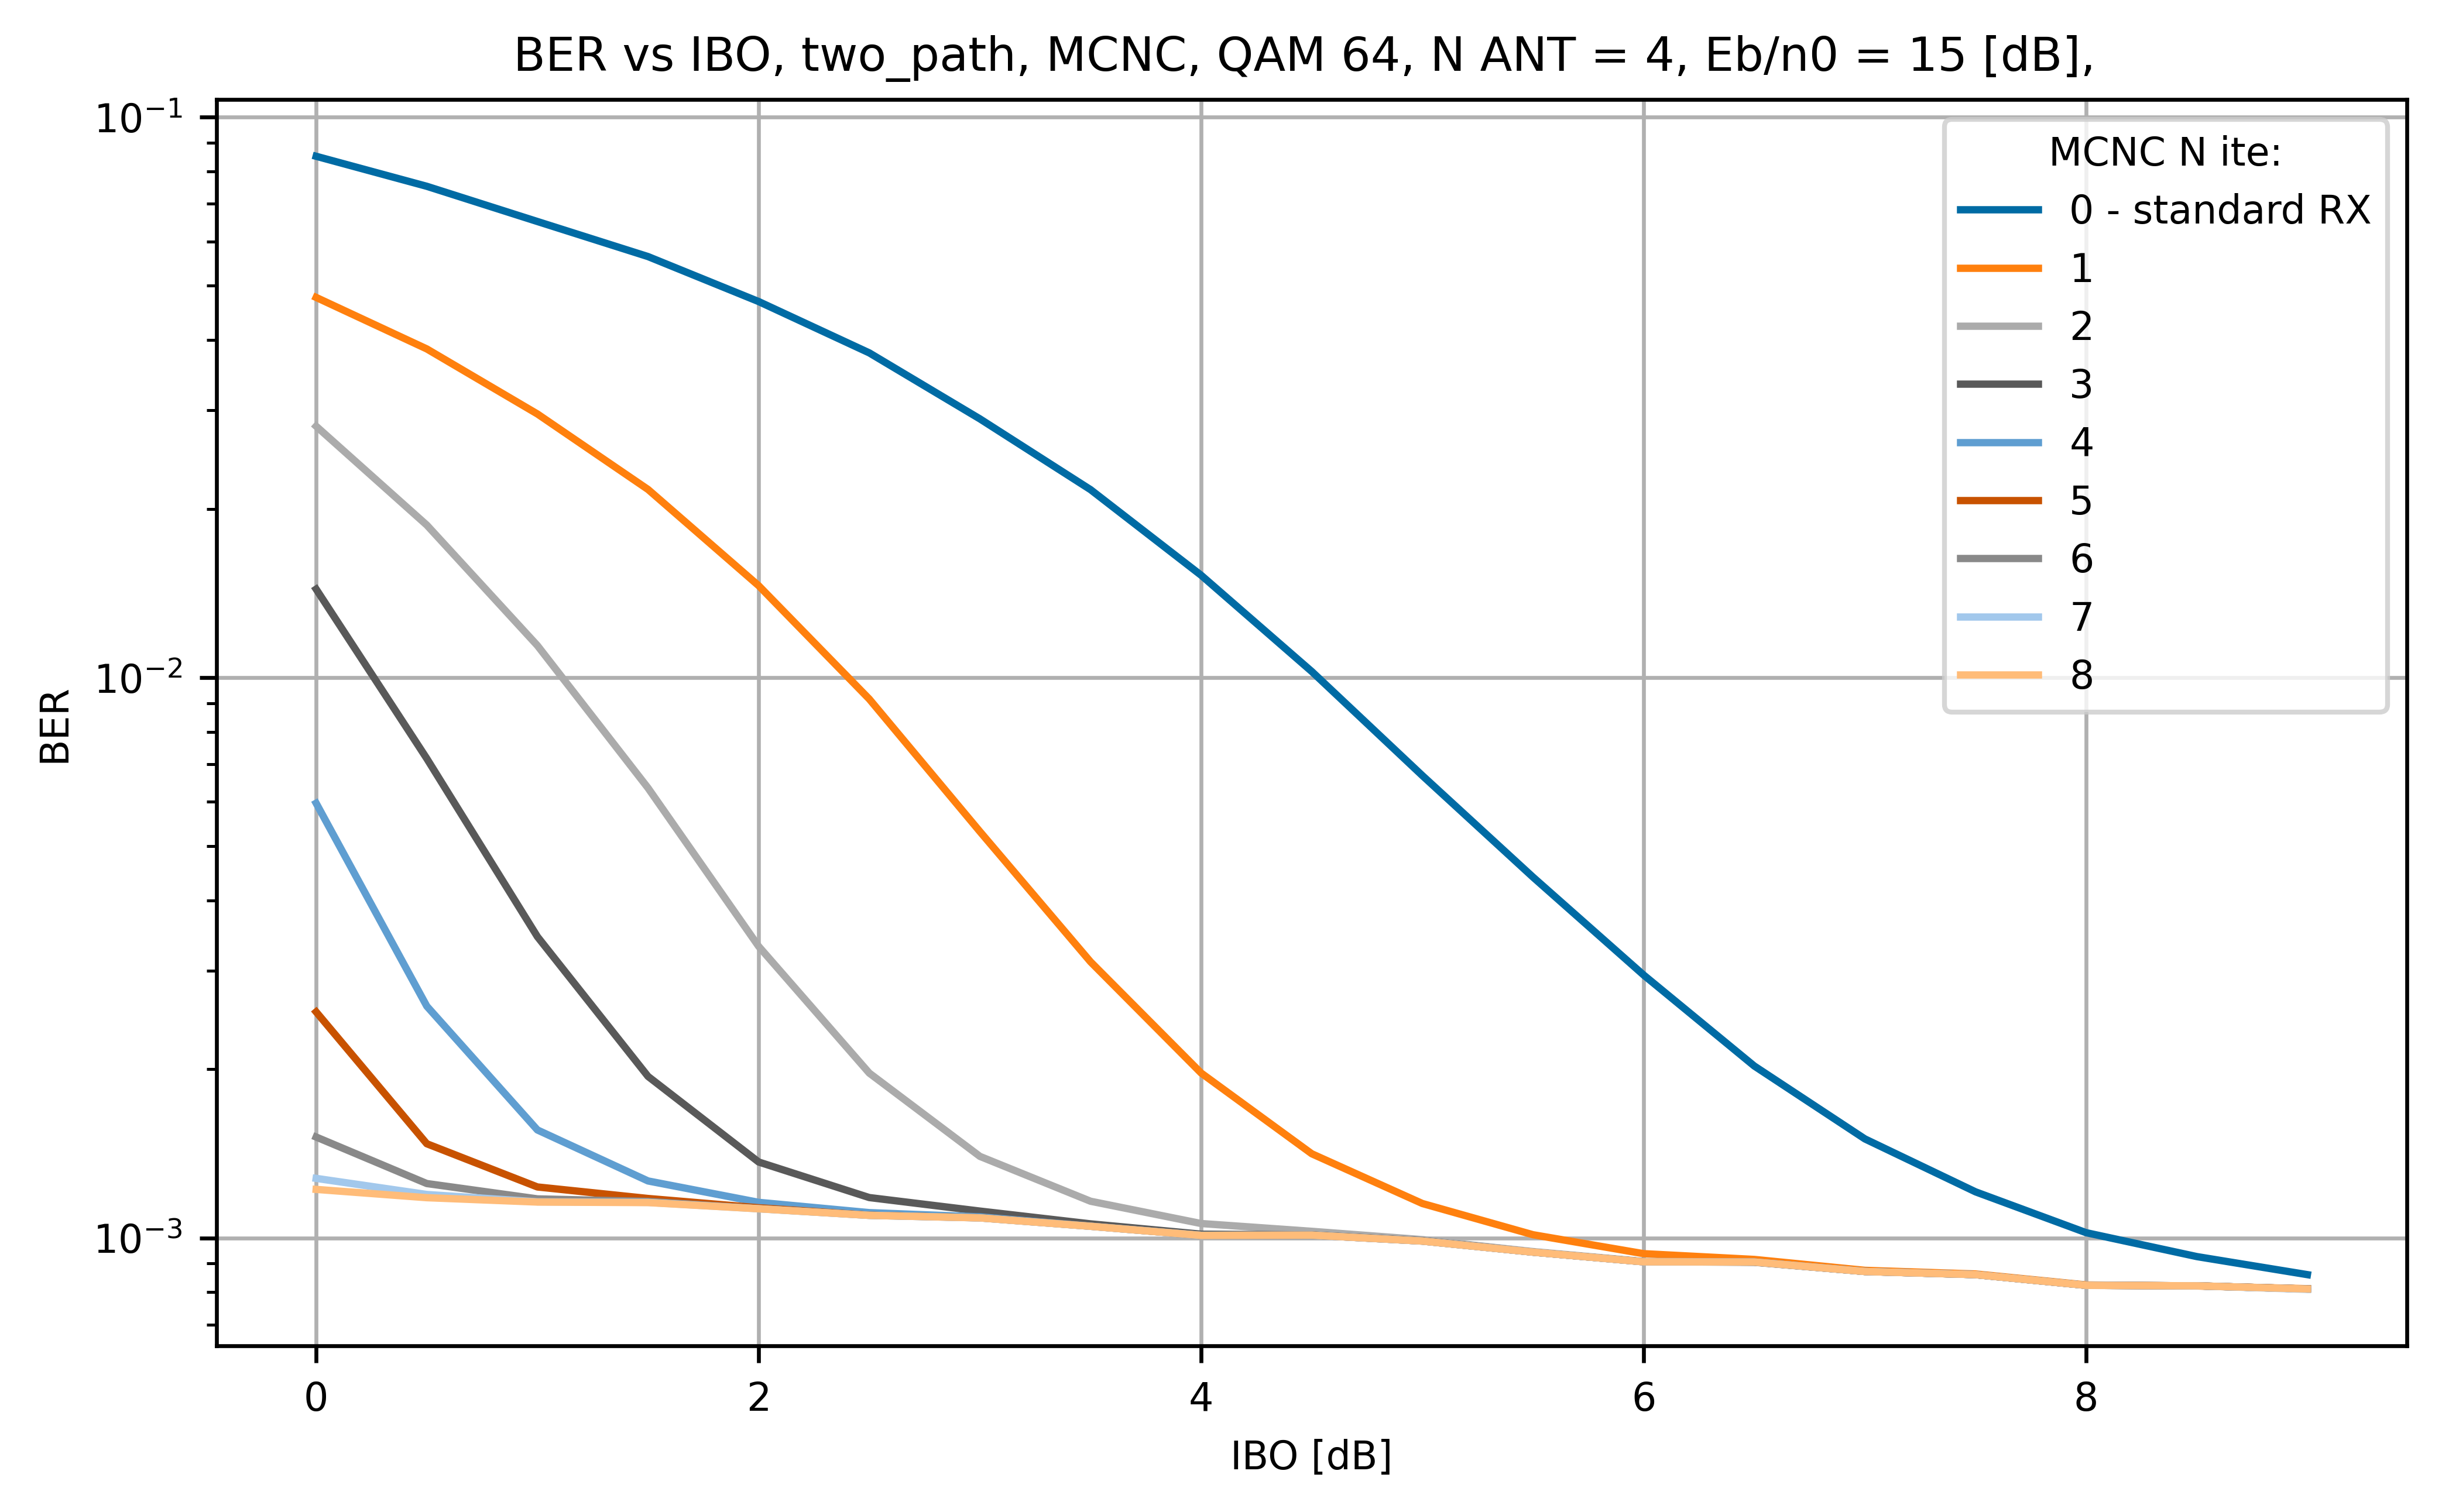 BER vs IBO, two_path, MCNC, QAM 64, N ANT = 4, Eb/n0 = 15 [dB],
10⁻¹
10⁻²
10⁻³
BER
MCNC N ite:
0 - standard RX
1
2
3
4
5
6
7
8
0 2 4 6 8
IBO [dB]